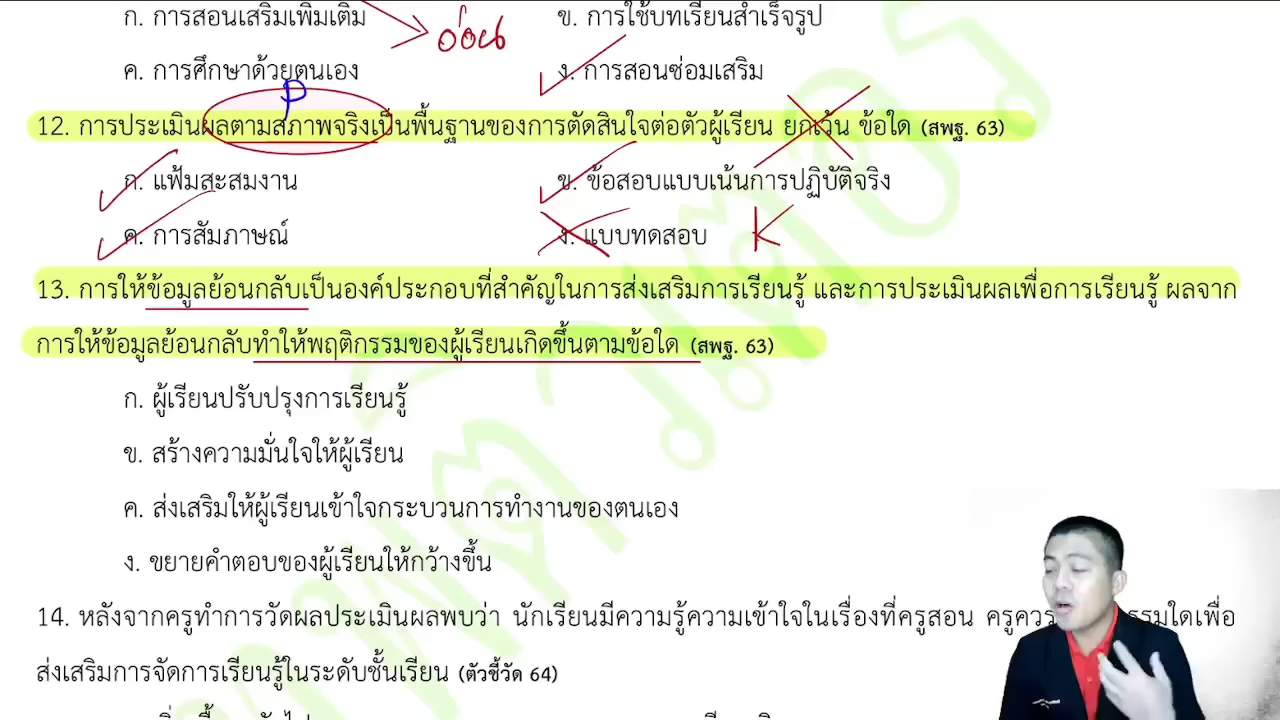 ก. การสอนเสริมเพิ่มเติม ข. การใช้บทเรียนสำเร็จรูป
อ่อน
ค. การศึกษาด้วยตนเอง ง. การสอนซ่อมเสริม
P
12. การประเมินผลตามสภาพจริงเป็นพื้นฐานของการตัดสินใจต่อตัวผู้เรียน ยกเว้น ข้อใด (สพฐ. 63)
ก. แฟ้มสะสมงาน ข. ข้อสอบแบบเน้นการปฏิบัติจริง
ค. การสัมภาษณ์ ง. แบบทดสอบ K
13. การให้ข้อมูลย้อนกลับเป็นองค์ประกอบที่สำคัญในการส่งเสริมการเรียนรู้ และการประเมินผลเพื่อการเรียนรู้ ผลจาก
การให้ข้อมูลย้อนกลับทำให้พฤติกรรมของผู้เรียนเกิดขึ้นตามข้อใด (สพฐ. 63)
ก. ผู้เรียนปรับปรุงการเรียนรู้
ข. สร้างความมั่นใจให้ผู้เรียน
ค. ส่งเสริมให้ผู้เรียนเข้าใจกระบวนการทำงานของตนเอง
ง. ขยายคำตอบของผู้เรียนให้กว้างขึ้น
14. หลังจากครูทำการวัดผลประเมินผลพบว่า นักเรียนมีความรู้ความเข้าใจในเรื่องที่ครูสอน ใดเพื่อ
ส่งเสริมการจัดการเรียนรู้ในระดับชั้นเรียน (ตัวชี้วัด 64)